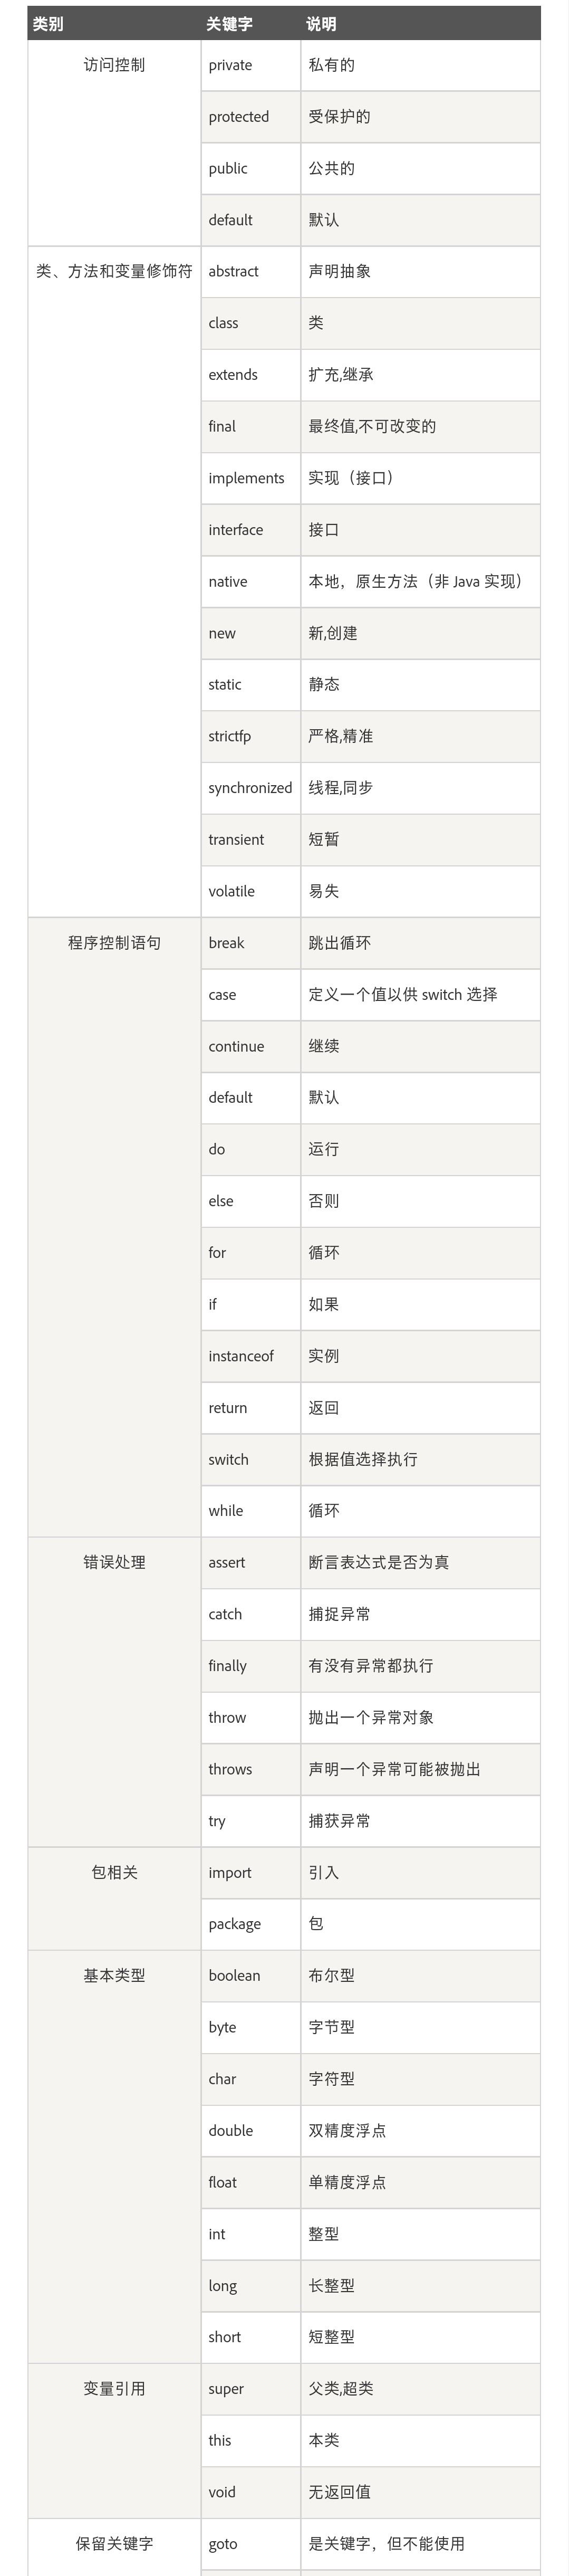 类别 关键字 说明
访问控制 private 私有的
protected 受保护的
public 公共的
default 默认
类、方法和变量修饰符 abstract 声明抽象
class 类
extends 扩充,继承
final 最终值,不可改变的
implements 实现（接口）
interface 接口
native 本地，原生方法（非 Java 实现）
new 新,创建
static 静态
strictfp 严格,精准
synchronized 线程,同步
transient 短暂
volatile 易失
程序控制语句 break 跳出循环
case 定义一个值以供 switch 选择
continue 继续
default 默认
do 运行
else 否则
for 循环
if 如果
instanceof 实例
return 返回
switch 根据值选择执行
while 循环
错误处理 assert 断言表达式是否为真
catch 捕捉异常
finally 有没有异常都执行
throw 抛出一个异常对象
throws 声明一个异常可能被抛出
try 捕获异常
包相关 import 引入
package 包
基本类型 boolean 布尔型
byte 字节型
char 字符型
double 双精度浮点
float 单精度浮点
int 整型
long 长整型
short 短整型
变量引用 super 父类,超类
this 本类
void 无返回值
保留关键字 goto 是关键字，但不能使用